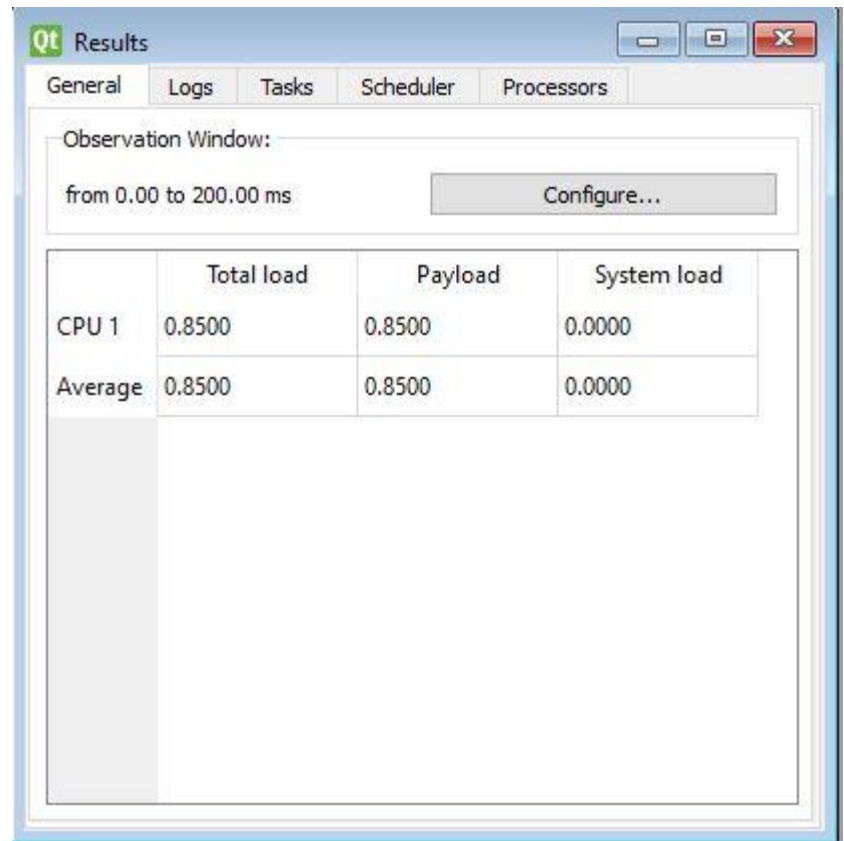 Qt Results
General Logs Tasks Scheduler Processors
Observation Window:
from 0.00 to 200.00 ms Configure...
Total load Payload System load
CPU 1 0.8500 0.8500 0.0000
Average 0.8500 0.8500 0.0000